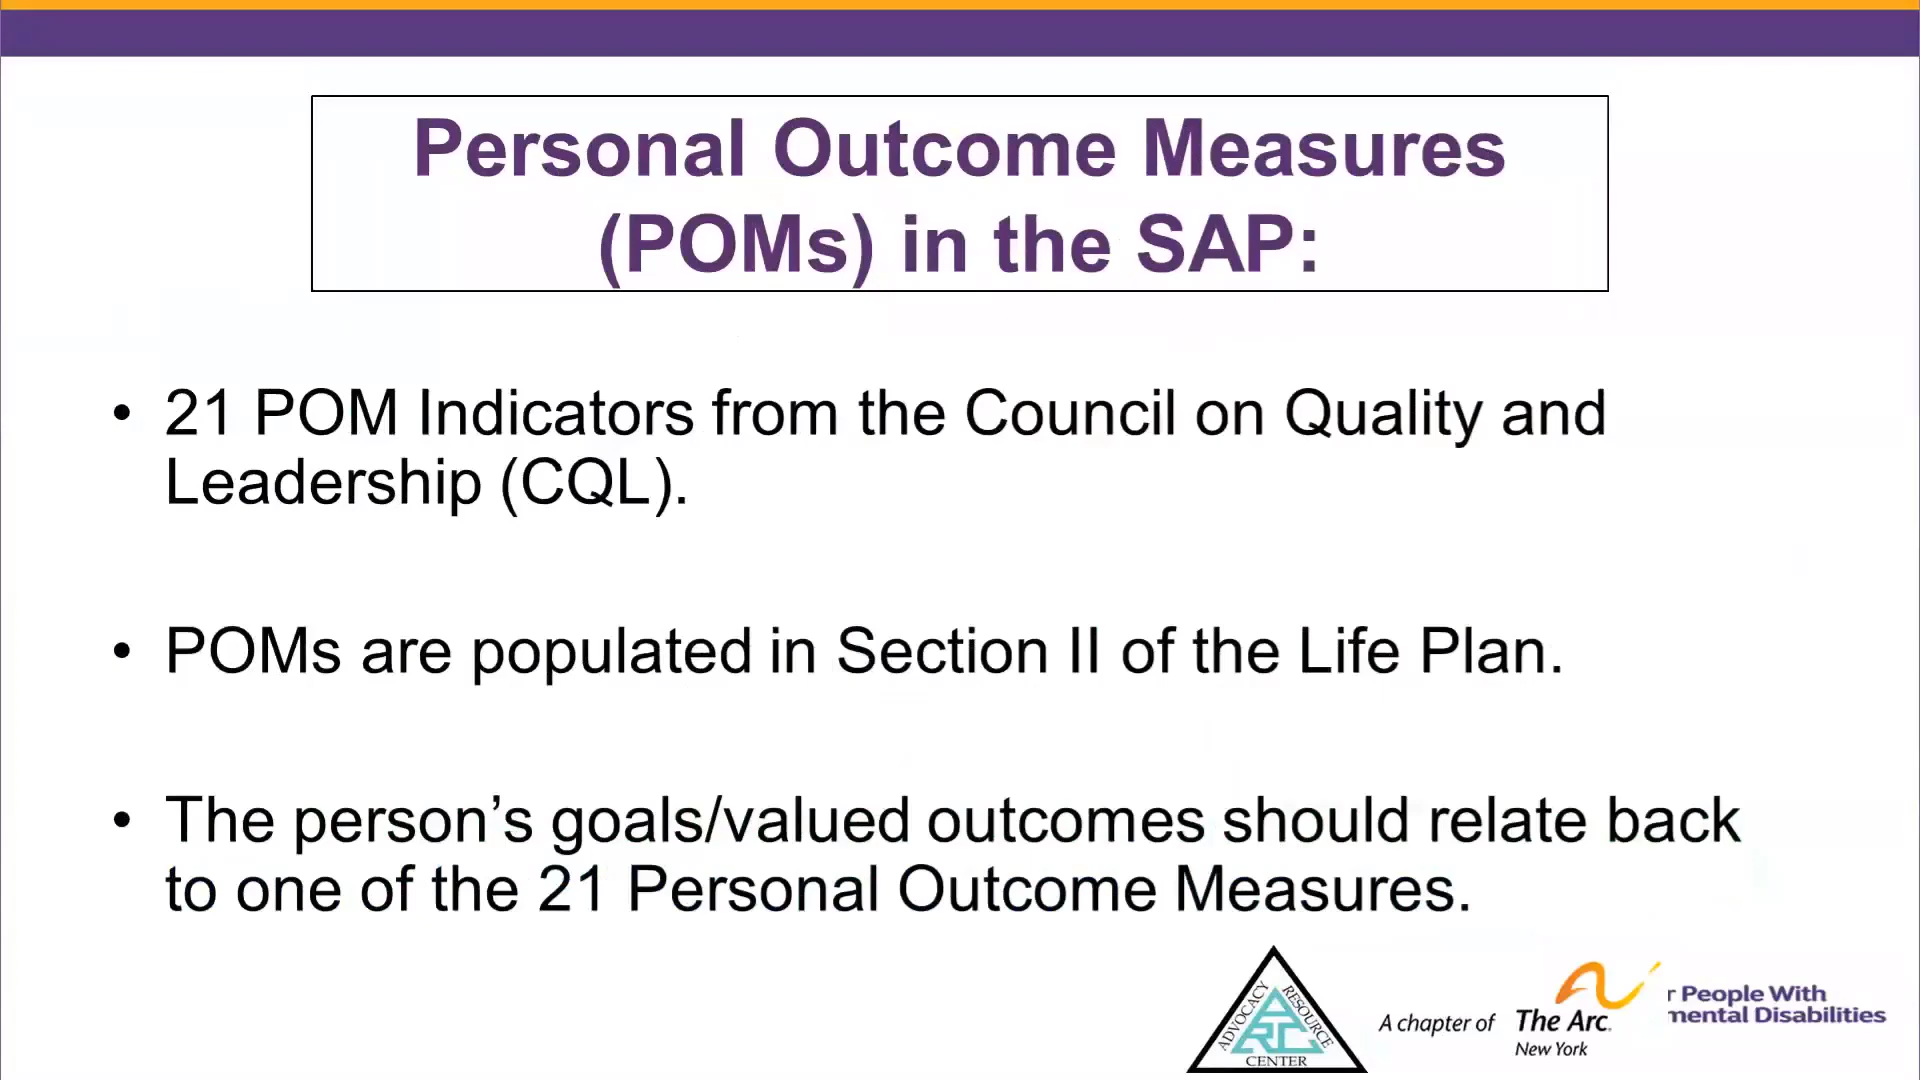 Personal Outcome Measures
(POMs) in the SAP:
• 21 POM Indicators from the Council on Quality and
Leadership (CQL).
• POMs are populated in Section II of the Life Plan.
• The person’s goals/valued outcomes should relate back
to one of the 21 Personal Outcome Measures.
ADVOCACY
RESOURCE
ARC
CENTER
A chapter of
The Arc.
New York
r People With
mental Disabilities